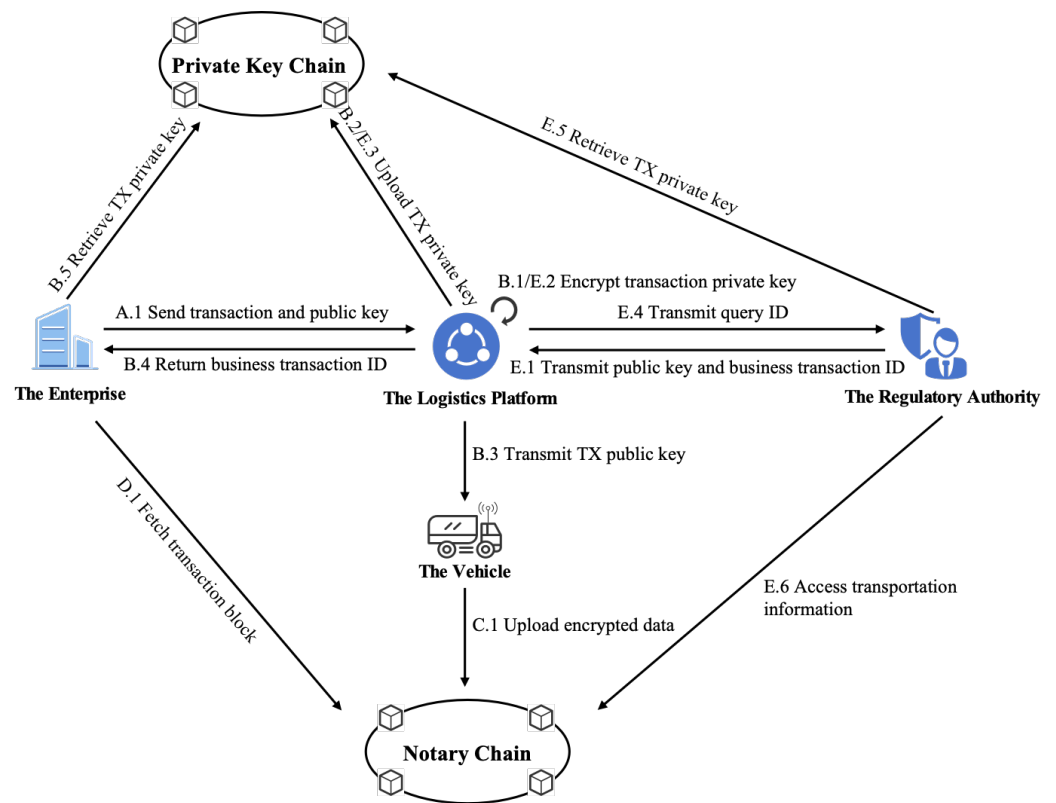 Private Key Chain
B.5 Retrieve TX private key
B.2/E.3 Upload TX private key
E.5 Retrieve TX private key
B.1/E.2 Encrypt transaction private key
A.1 Send transaction and public key
E.4 Transmit query ID
B.4 Return business transaction ID
E.1 Transmit public key and business transaction ID
The Enterprise
The Logistics Platform
The Regulatory Authority
B.3 Transmit TX public key
D.1 Fetch transaction block
The Vehicle
E.6 Access transportation
information
C.1 Upload encrypted data
Notary Chain